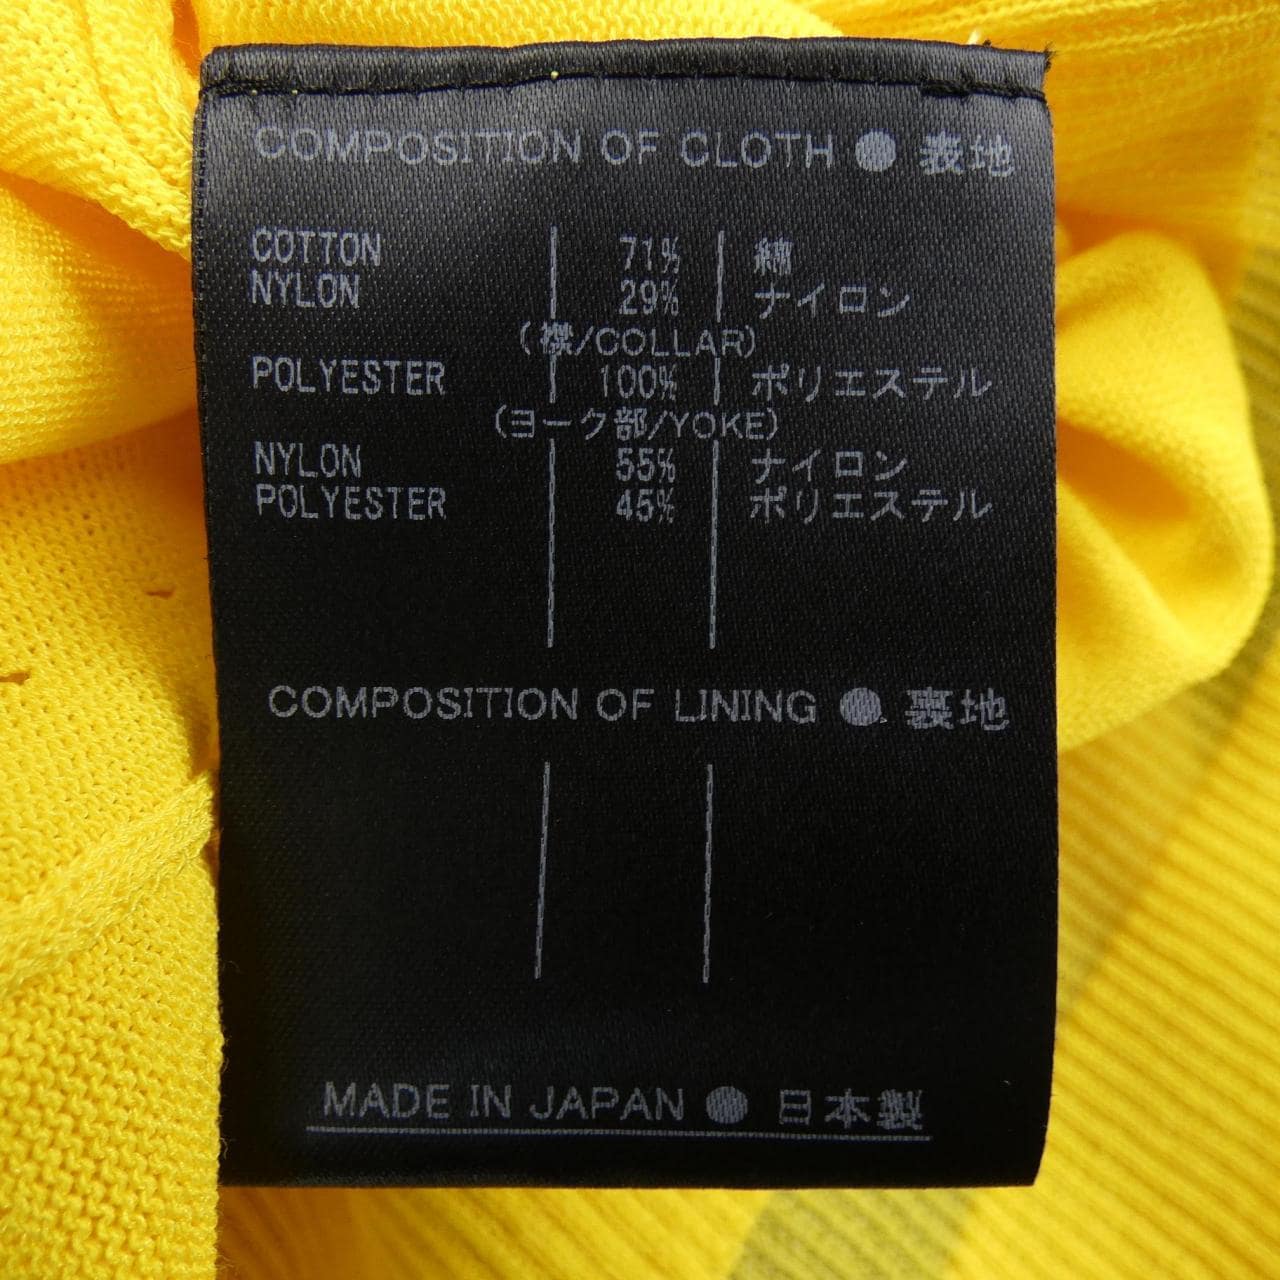 COMPOSITION OF CLOTH ● 表地
COTTON 71% 綿
NYLON 29% ナイロン
(襟/COLLAR)
POLYESTER 100% ポリエステル
(ヨーク部/YOKE)
NYLON 55% ナイロン
POLYESTER 45% ポリエステル
COMPOSITION OF LINING ● 裏地
MADE IN JAPAN ● 日本製